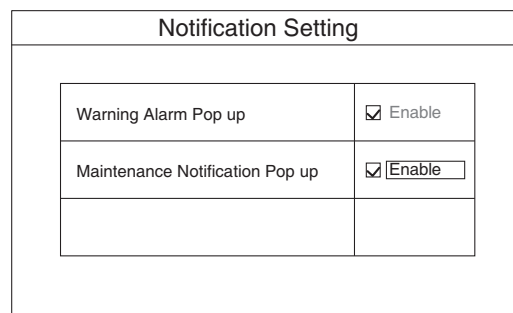 Notification Setting
Warning Alarm Pop up
Enable
Maintenance Notification Pop up
Enable